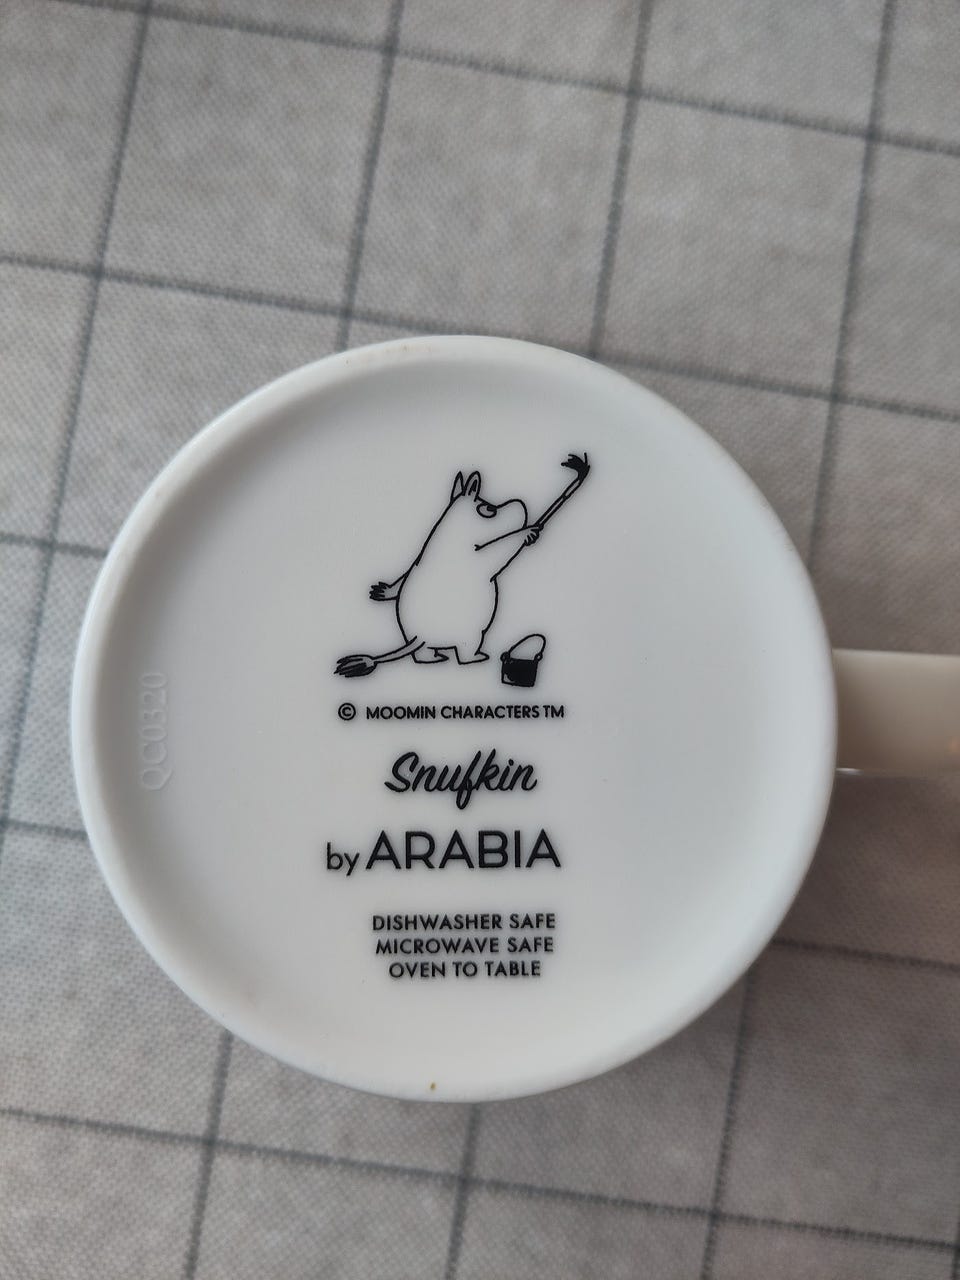 © MOOMIN CHARACTERS TM
Snufkin
by ARABIA
DISHWASHER SAFE
MICROWAVE SAFE
OVEN TO TABLE
QC0320